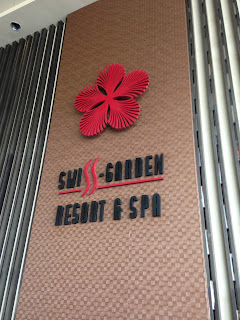 SWISS-GARDEN
RESORT & SPA